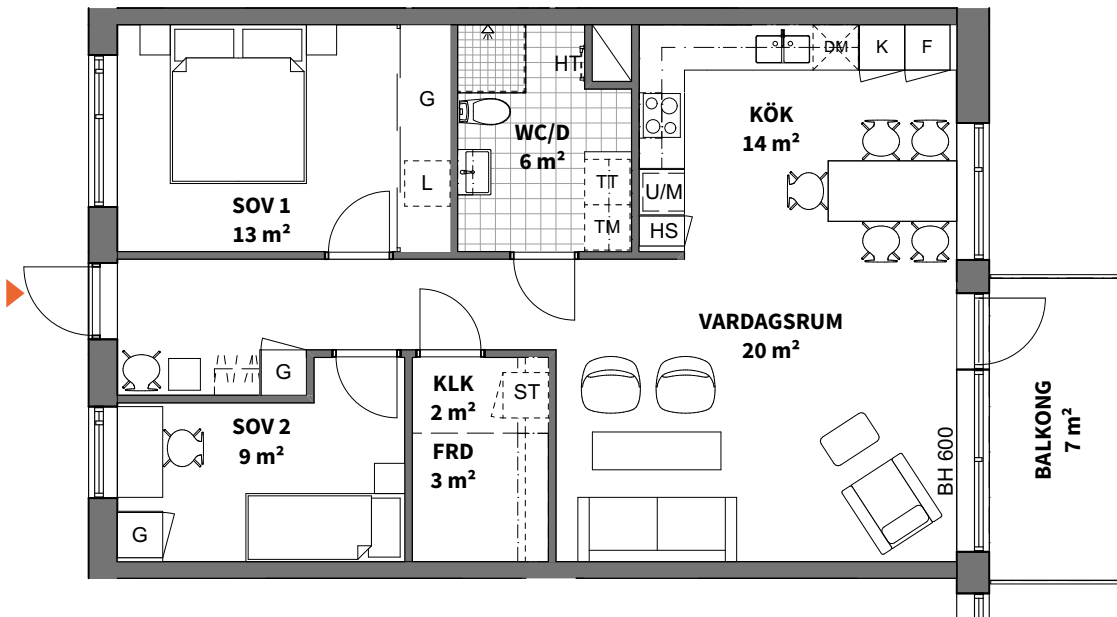 HT
DM
K
F
G
L
WC/D
6 m²
KÖK
14 m²
SOV 1
13 m²
TT
TM
U/M
HS
VARDAGSRUM
20 m²
G
KLK
2 m²
ST
FRD
3 m²
SOV 2
9 m²
G
BH 600
BALKONG
7 m²